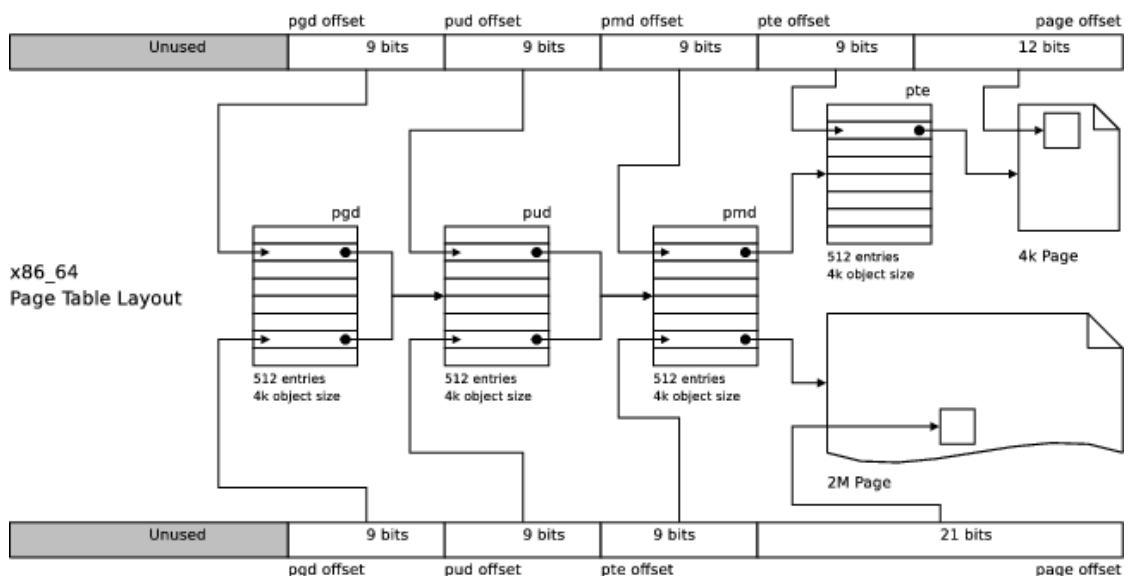 pgd offset pud offset pmd offset pte offset page offset
Unused 9 bits 9 bits 9 bits 9 bits 12 bits
pte
pgd pud pmd
512 entries
4k object size
4k Page
x86_64
Page Table Layout
512 entries 512 entries 512 entries
4k object size 4k object size 4k object size
2M Page
Unused 9 bits 9 bits 9 bits 21 bits
pgd offset pud offset pte offset page offset